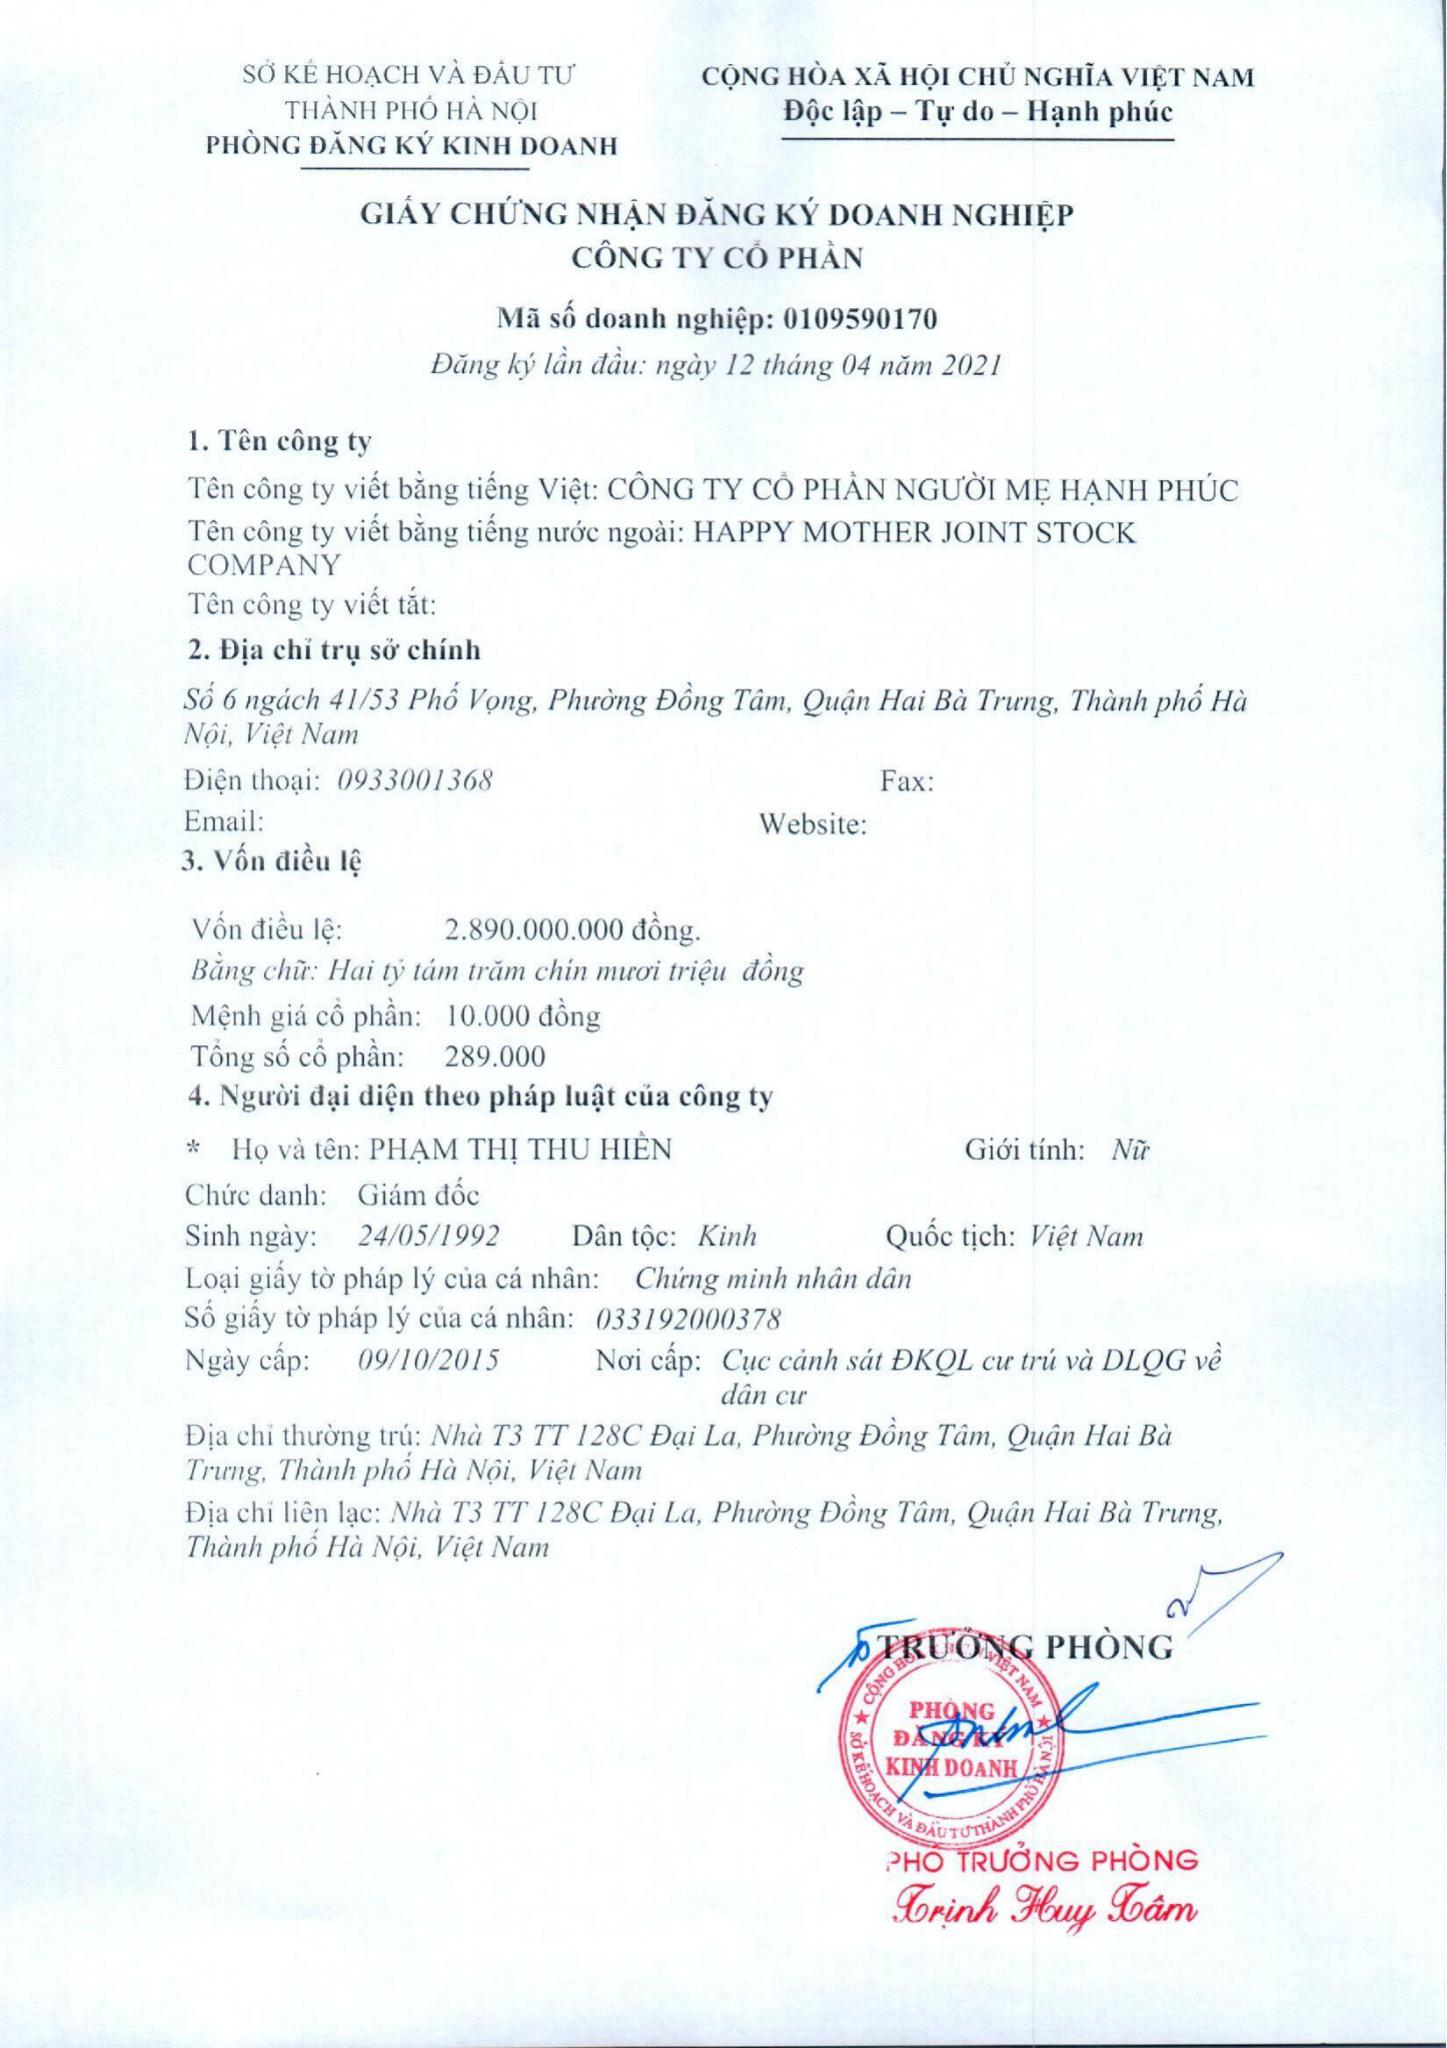 SỞ KẾ HOẠCH VÀ ĐẦU TƯ
THÀNH PHỐ HÀ NỘI
PHÒNG ĐĂNG KÝ KINH DOANH
CỘNG HÒA XÃ HỘI CHỦ NGHĨA VIỆT NAM
Độc lập – Tự do – Hạnh phúc
GIẤY CHỨNG NHẬN ĐĂNG KÝ DOANH NGHIỆP
CÔNG TY CỔ PHẦN
Mã số doanh nghiệp: 0109590170
Đăng ký lần đầu: ngày 12 tháng 04 năm 2021
1. Tên công ty
Tên công ty viết bằng tiếng Việt: CÔNG TY CỔ PHẦN NGƯỜI MẸ HẠNH PHÚC
Tên công ty viết bằng tiếng nước ngoài: HAPPY MOTHER JOINT STOCK
COMPANY
Tên công ty viết tắt:
2. Địa chỉ trụ sở chính
Số 6 ngách 41/53 Phố Vọng, Phường Đồng Tâm, Quận Hai Bà Trưng, Thành phố Hà
Nội, Việt Nam
Điện thoại: 0933001368 Fax:
Email: Website:
3. Vốn điều lệ
Vốn điều lệ: 2.890.000.000 đồng.
Bằng chữ: Hai tỷ tám trăm chín mươi triệu đồng
Mệnh giá cổ phần: 10.000 đồng
Tổng số cổ phần: 289.000
4. Người đại diện theo pháp luật của công ty
* Họ và tên: PHẠM THỊ THU HIỀN Giới tính: Nữ
Chức danh: Giám đốc
Sinh ngày: 24/05/1992 Dân tộc: Kinh Quốc tịch: Việt Nam
Loại giấy tờ pháp lý của cá nhân: Chứng minh nhân dân
Số giấy tờ pháp lý của cá nhân: 033192000378
Ngày cấp: 09/10/2015 Nơi cấp: Cục cảnh sát ĐKQL cư trú và DLQG về
dân cư
Địa chỉ thường trú: Nhà T3 TT 128C Đại La, Phường Đồng Tâm, Quận Hai Bà
Trưng, Thành phố Hà Nội, Việt Nam
Địa chỉ liên lạc: Nhà T3 TT 128C Đại La, Phường Đồng Tâm, Quận Hai Bà Trưng,
Thành phố Hà Nội, Việt Nam
TRƯỞNG PHÒNG
PHÒNG
ĐĂNG KÝ
KINH DOANH
SỞ KẾ HOẠCH VÀ ĐẦU TƯ THÀNH PHỐ HÀ NỘI
PHÓ TRƯỞNG PHÒNG
Trịnh Huy Tâm